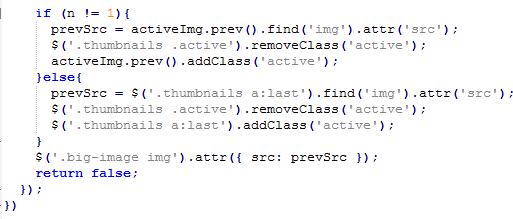 if (n != 1){
prevSrc = activeImg.prev().find('img').attr('src');
$('.thumbnails .active').removeClass('active');
activeImg.prev().addClass('active');
}else{
prevSrc = $('.thumbnails a:last').find('img').attr('src');
$('.thumbnails .active').removeClass('active');
$('.thumbnails a:last').addClass('active');
}
$('.big-image img').attr({ src: prevSrc });
return false;
});
})